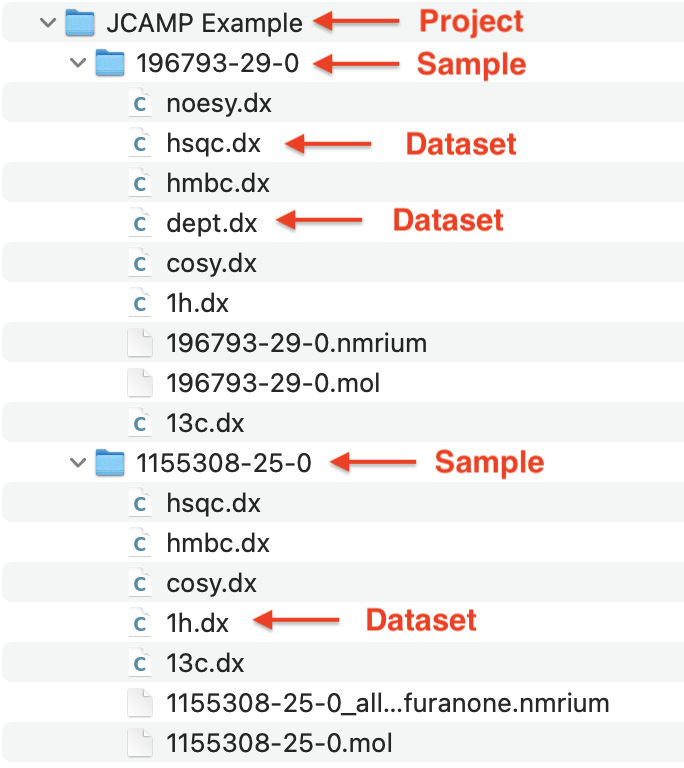 JCAMP Example Project
196793-29-0 Sample
C noesy.dx
C hsqc.dx Dataset
C hmbc.dx
C dept.dx Dataset
C cosy.dx
C 1h.dx
196793-29-0.nmrium
196793-29-0.mol
C 13c.dx
1155308-25-0 Sample
C hsqc.dx
C hmbc.dx
C cosy.dx
C 1h.dx Dataset
C 13c.dx
1155308-25-0_all...furanone.nmrium
1155308-25-0.mol